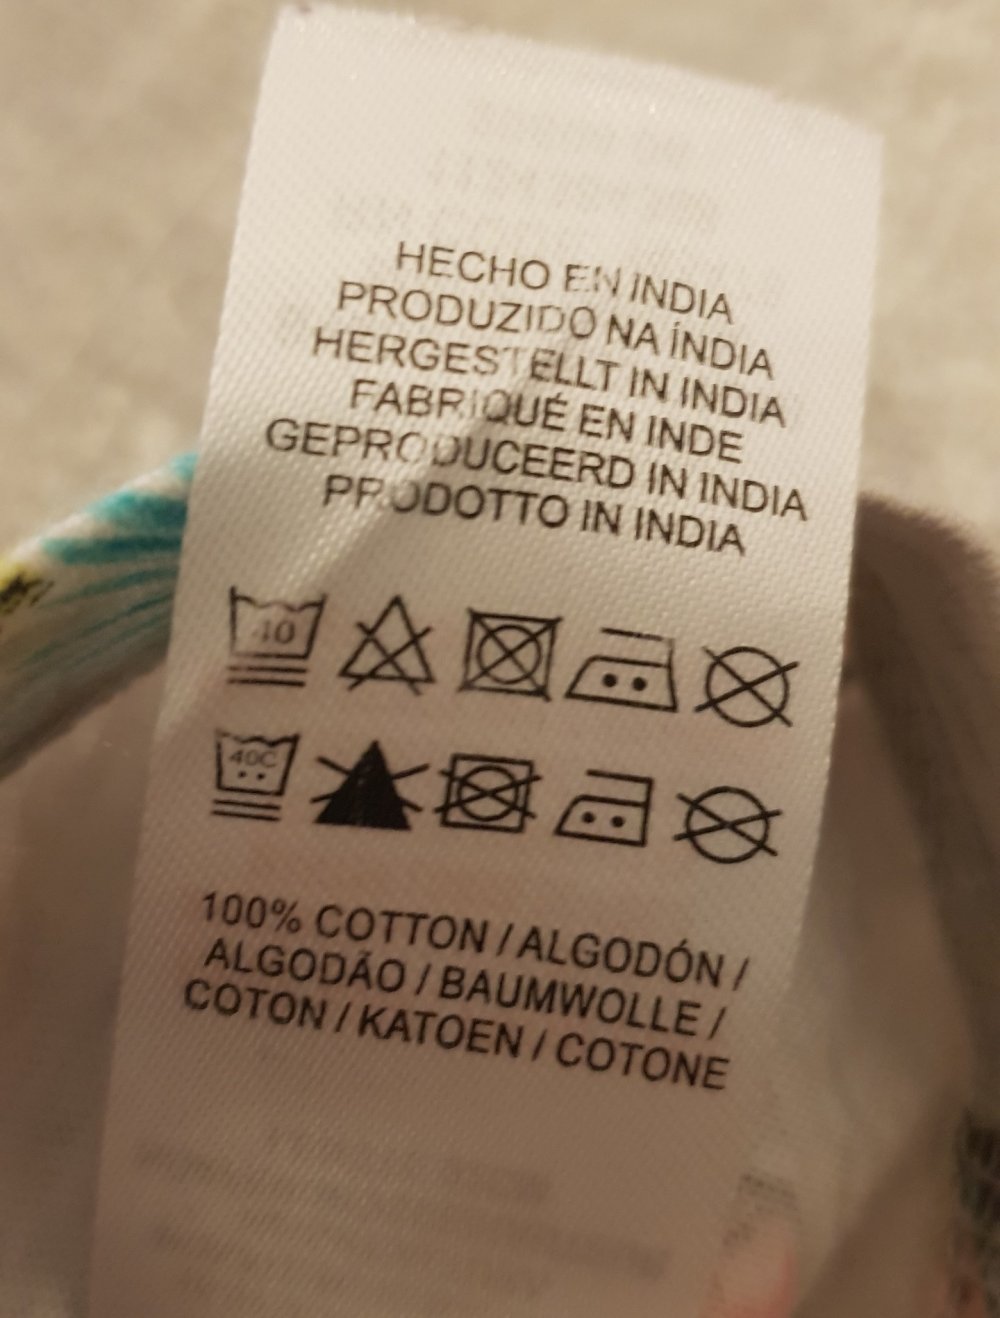 HECHO EN INDIA
PRODUZIDO NA ÍNDIA
HERGESTELLT IN INDIA
FABRIQUÉ EN INDE
GEPRODUCEERD IN INDIA
PRODOTTO IN INDIA
40
40C
100% COTTON / ALGODÓN /
ALGODÃO / BAUMWOLLE /
COTON / KATOEN / COTONE